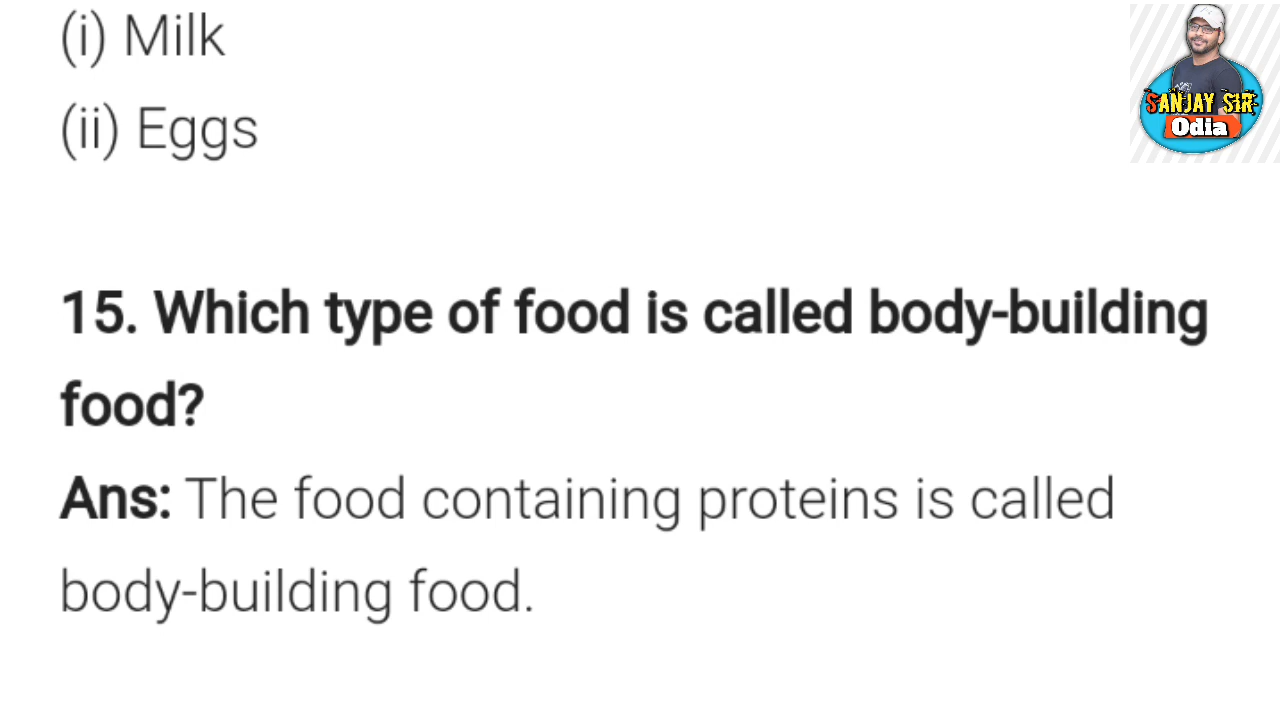 (i) Milk
SANJAY SIR
Odia
(ii) Eggs
15. Which type of food is called body-building
food?
Ans: The food containing proteins is called
body-building food.